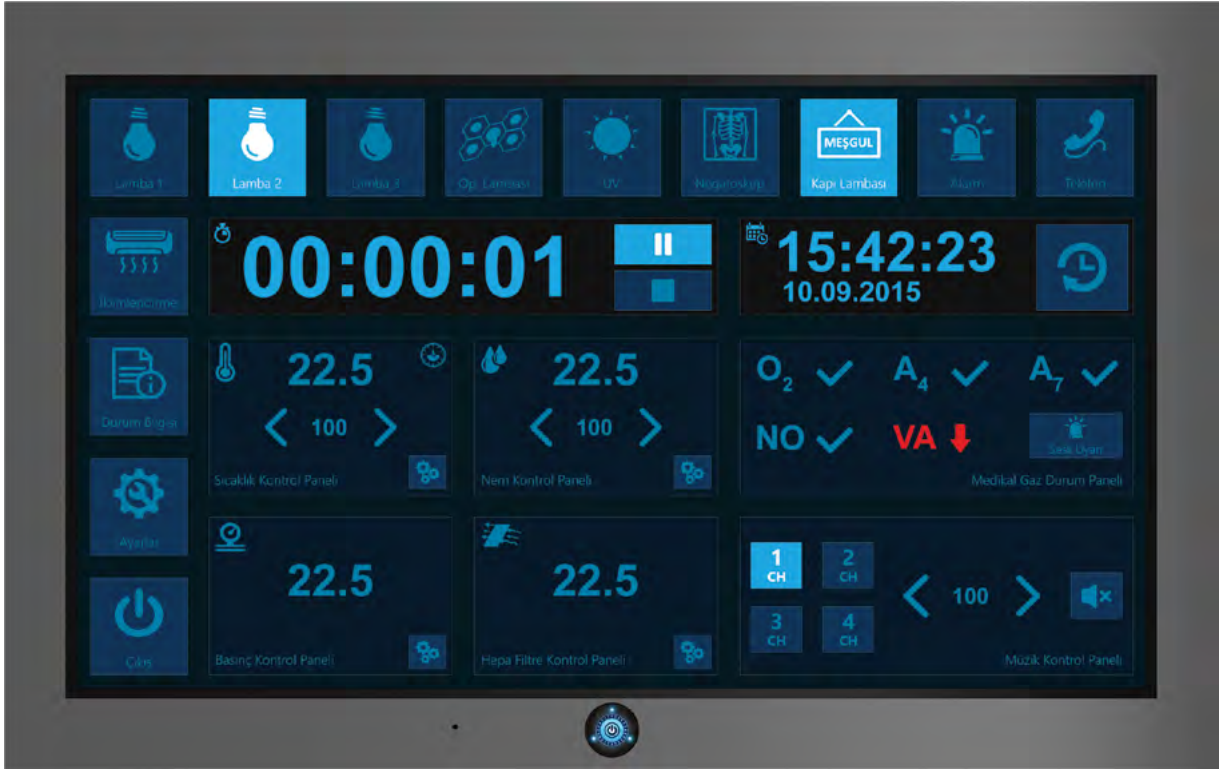 Lamba 1
Lamba 2
Lamba 3
Op. Lambası
UV
Negatoskop
MEŞGUL
Kapı Lambası
Alarm
Telefon
İklimlendirme
00:00:01
15:42:23
10.09.2015
Durum Bilgisi
22.5
100
Sıcaklık Kontrol Paneli
22.5
100
Nem Kontrol Paneli
O₂
A₄
A₇
NO
VA
Sesli Uyarı
Medikal Gaz Durum Paneli
Ayarlar
Çıkış
22.5
Basınç Kontrol Paneli
22.5
Hepa Filtre Kontrol Paneli
1
CH
2
CH
3
CH
4
CH
100
Müzik Kontrol Paneli